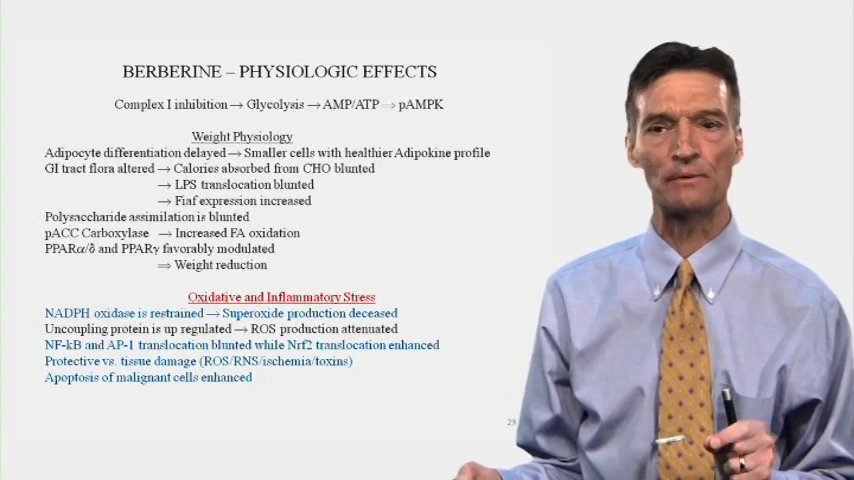 BERBERINE – PHYSIOLOGIC EFFECTS
Complex I inhibition → Glycolysis → AMP/ATP ⇒ pAMPK
Weight Physiology
Adipocyte differentiation delayed → Smaller cells with healthier Adipokine profile
GI tract flora altered → Calories absorbed from CHO blunted
→ LPS translocation blunted
→ Fiaf expression increased
Polysaccharide assimilation is blunted
pACC Carboxylase → Increased FA oxidation
PPARα/δ and PPARγ favorably modulated
⇒ Weight reduction
Oxidative and Inflammatory Stress
NADPH oxidase is restrained → Superoxide production deceased
Uncoupling protein is up regulated → ROS production attenuated
NF-kB and AP-1 translocation blunted while Nrf2 translocation enhanced
Protective vs. tissue damage (ROS/RNS/ischemia/toxins)
Apoptosis of malignant cells enhanced
23